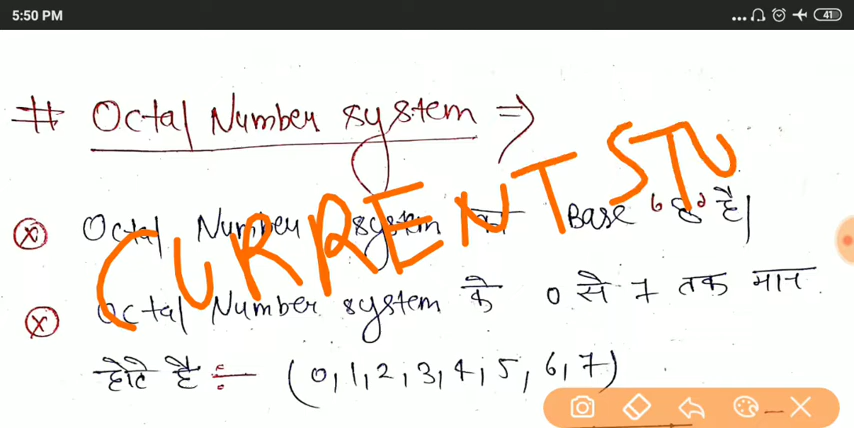 5:50 PM
41
# Octal Number system ⇒
CURRENT STU
Octal Number system का Base "8" है।
Octal Number system के 0 से 7 तक मान
होते है ÷ (0, 1, 2, 3, 4, 5, 6, 7)